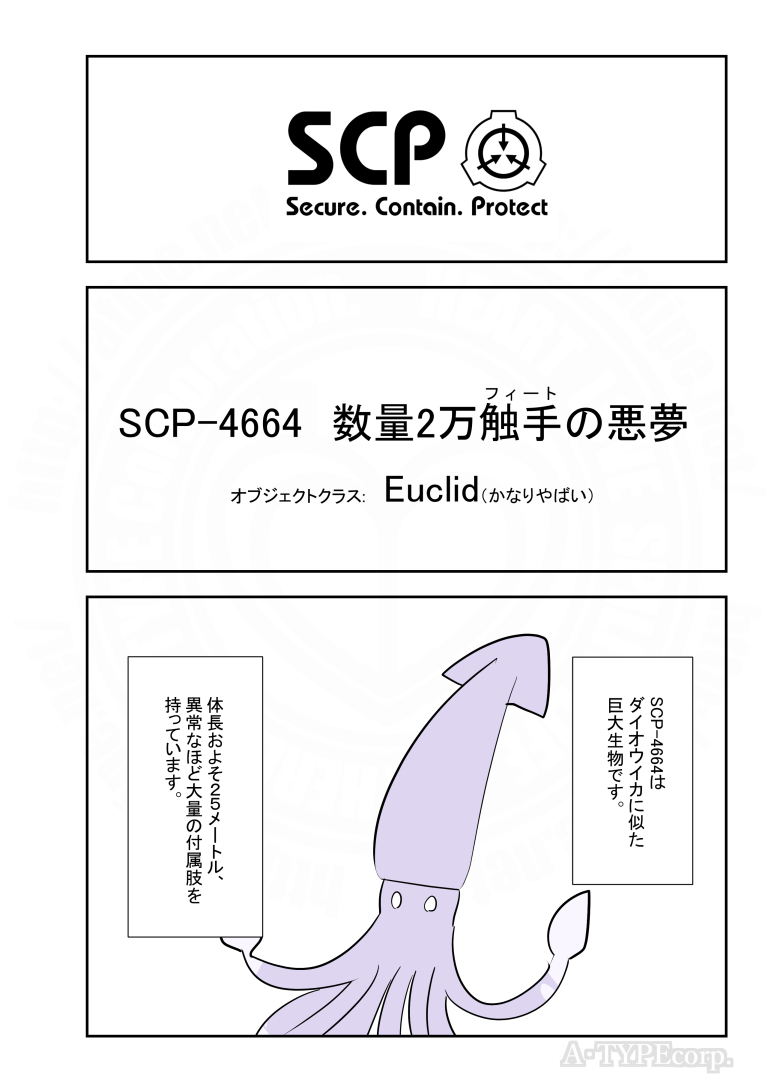 SCP
Secure. Contain. Protect
フィート
SCP-4664 数量2万触手の悪夢
オブジェクトクラス: Euclid(かなりやばい)
SCP-4664は
ダイオウイカに似た
巨大生物です。
体長およそ25メートル、
異常なほど大量の付属肢を
持っています。
A-TYPEcorp.